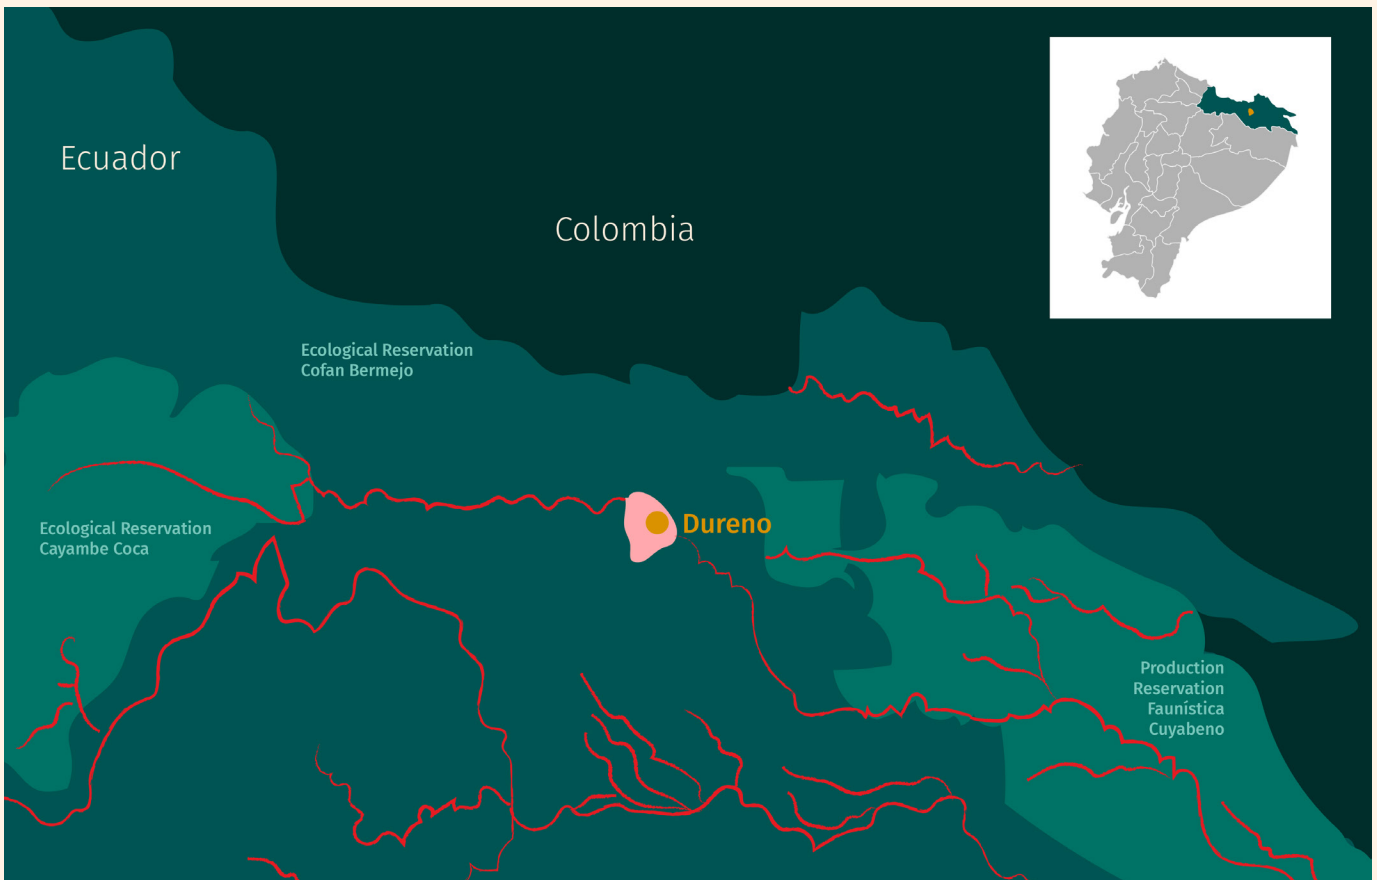 Ecuador
Colombia
Ecological Reservation
Cofan Bermejo
Ecological Reservation
Cayambe Coca
Dureno
Production
Reservation
Faunística
Cuyabeno